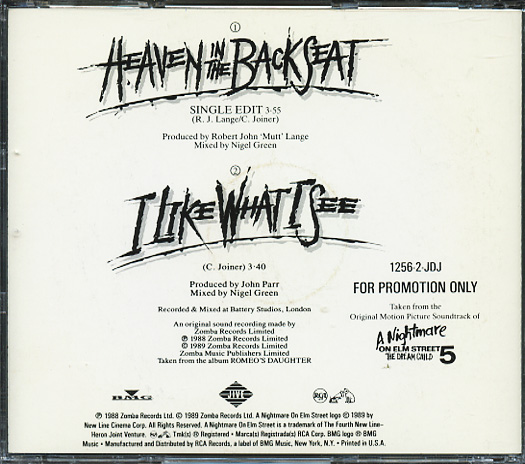 1
HEAVEN IN THE BACKSEAT
SINGLE EDIT 3-55
(R. J. Lange/C. Joiner)
Produced by Robert John 'Mutt' Lange
Mixed by Nigel Green
2
I LIKE WHAT I SEE
(C. Joiner) 3·40
Produced by John Parr
Mixed by Nigel Green
Recorded & Mixed at Battery Studios, London
An original sound recording made by
Zomba Records Limited
℗ 1988 Zomba Records Limited
© 1989 Zomba Records Limited
Zomba Music Publishers Limited
Taken from the album ROMEO'S DAUGHTER
1256-2-JDJ
FOR PROMOTION ONLY
Taken from the
Original Motion Picture Soundtrack of
A Nightmare
ON ELM STREET 5
THE DREAM CHILD
BMG
JIVE
RCA
℗ 1988 Zomba Records Ltd. © 1989 Zomba Records Ltd. A Nightmare On Elm Street logo © 1989 by
New Line Cinema Corp. All Rights Reserved. A Nightmare On Elm Street is a trademark of The Fourth New Line–
Heron Joint Venture. Tmk(s) ® Registered • Marca(s) Registrada(s) RCA Corp. BMG logo ® BMG
Music • Manufactured and Distributed by RCA Records, a label of BMG Music, New York, N.Y. • Printed in U.S.A.